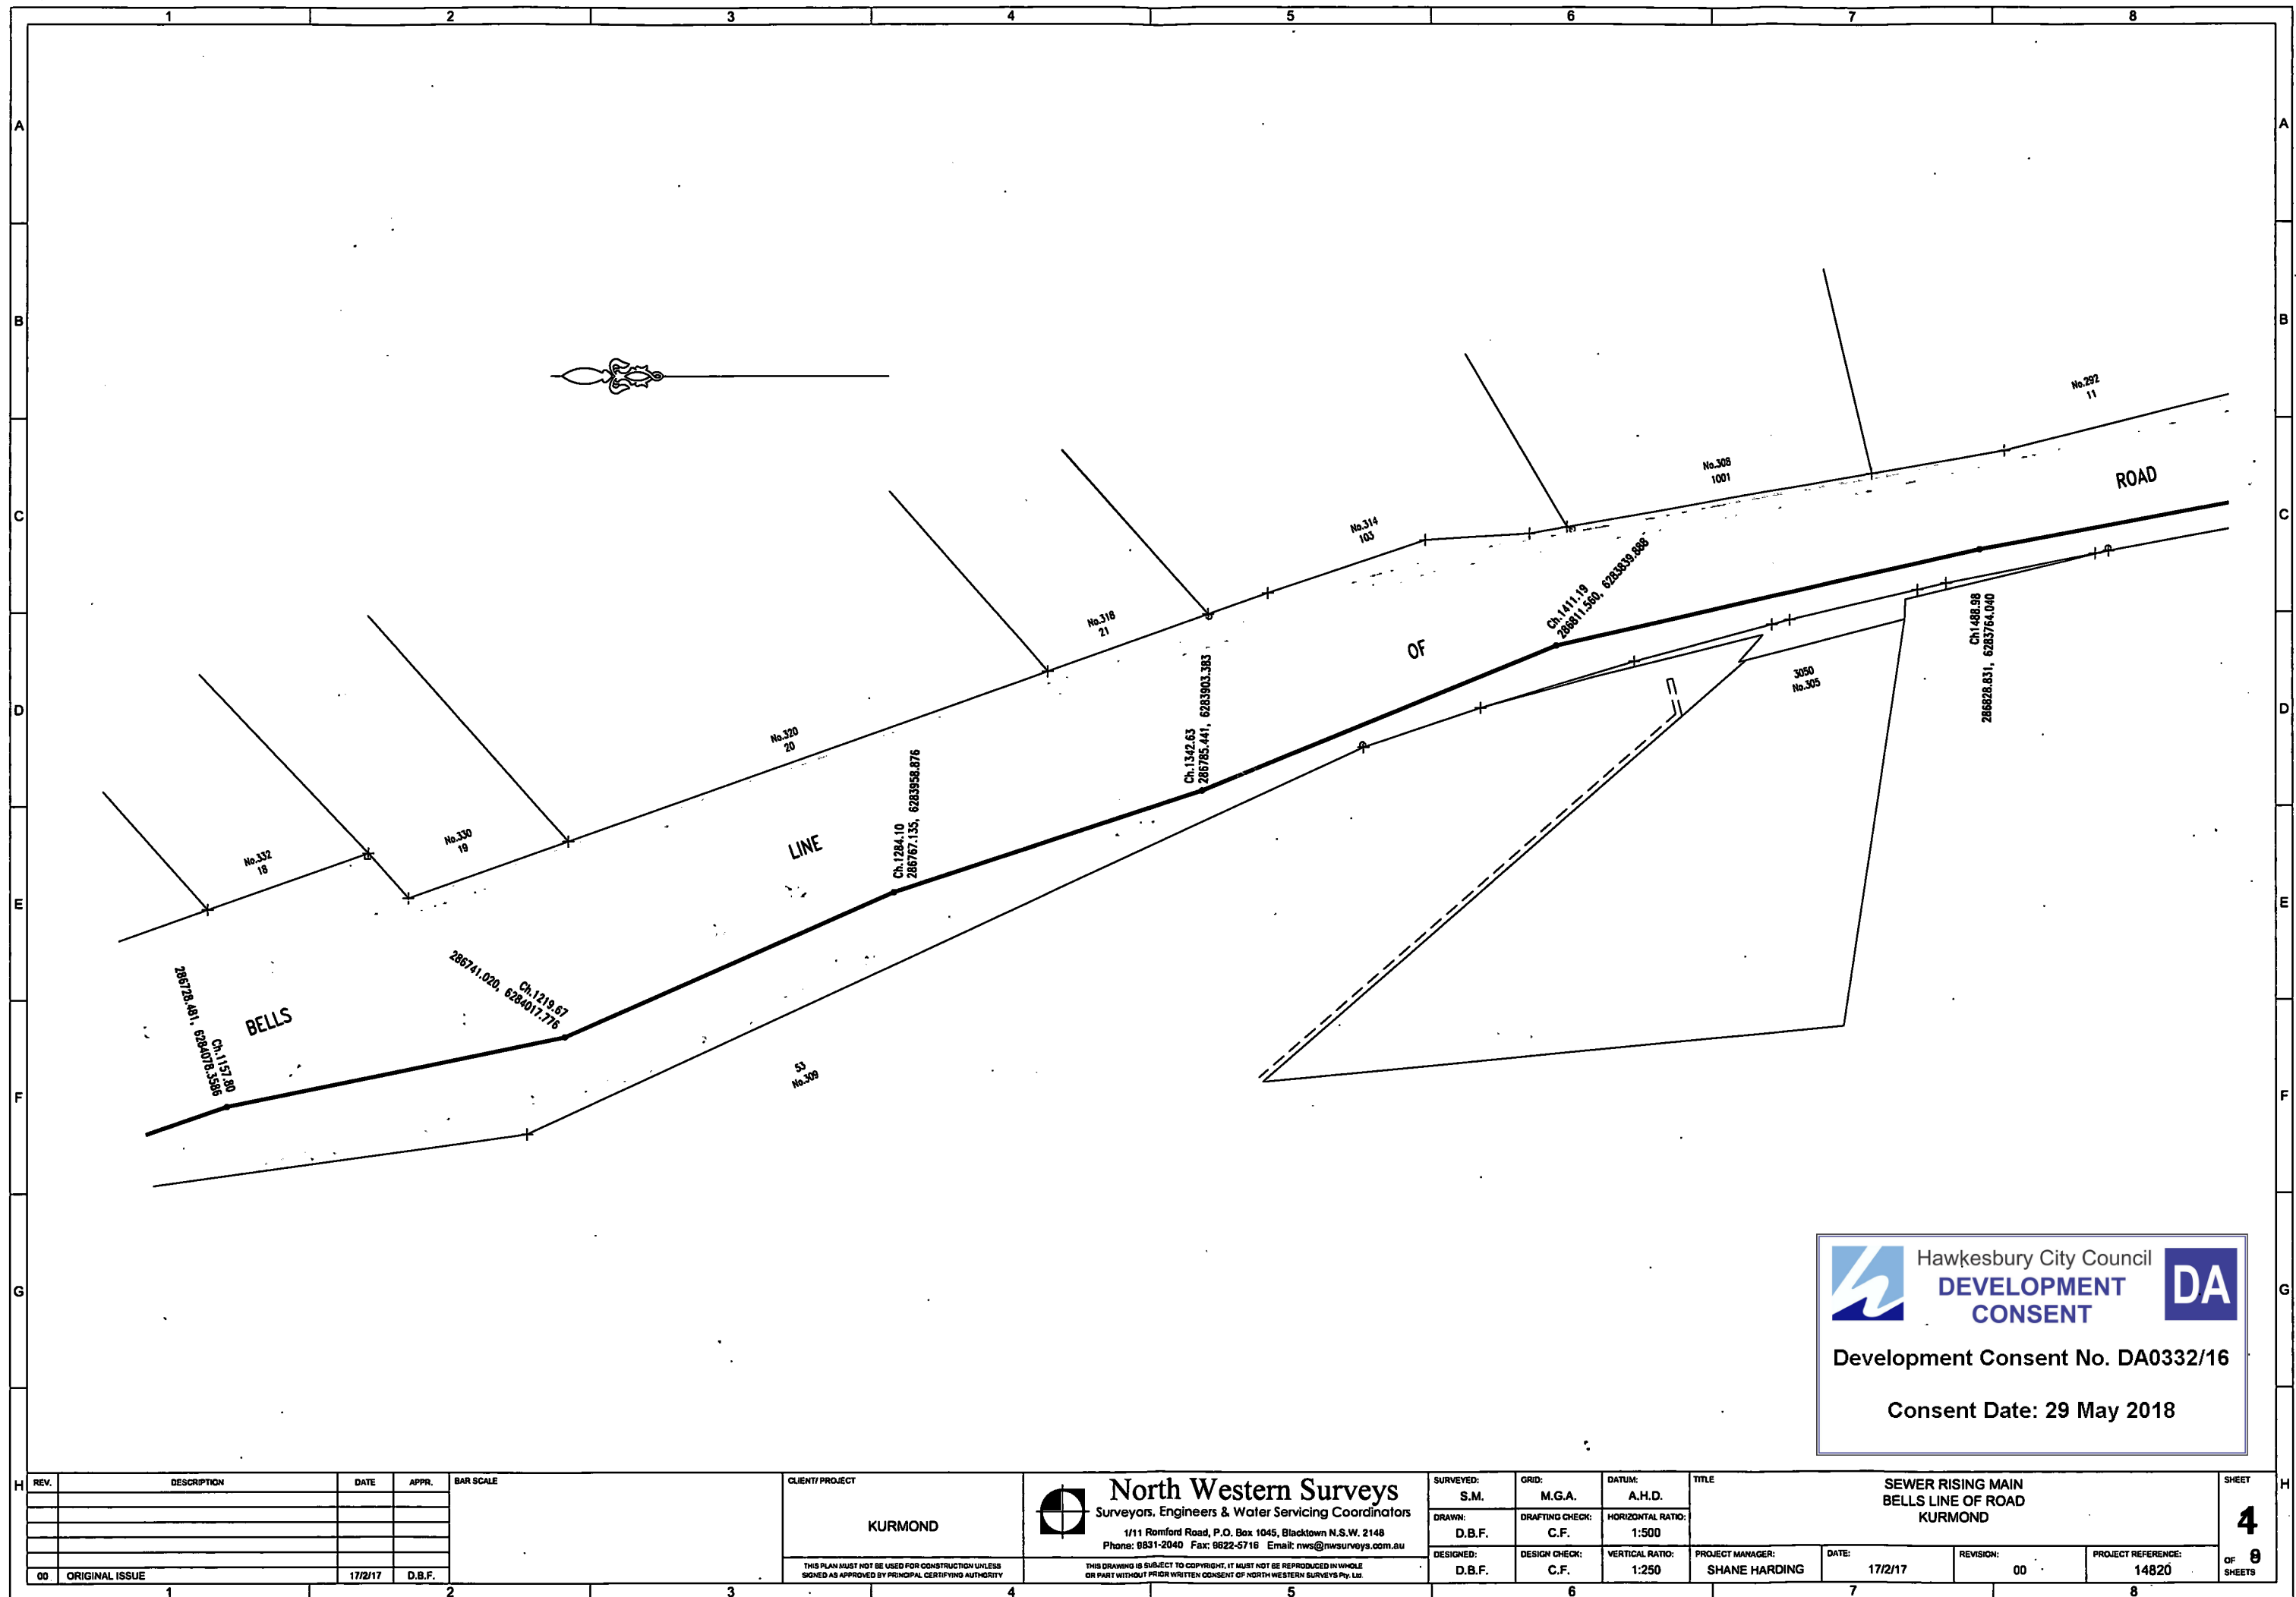 1 2 3 4 5 6 7 8
A A
B B
C C
D D
E E
F F
G G
H H
No.292
11
No.308
1001
ROAD
No.314
103
Ch.1411.19
286811.560, 6283839.888
No.318
21
OF
Ch1488.98
286828.831, 6283764.040
3050
No.305
Ch.1342.63
286785.441, 6283903.383
No.320
20
Ch.1284.10
286767.135, 6283958.876
LINE
No.330
19
No.332
18
Ch.1219.67
286741.020, 6284017.776
Ch.1157.80
286728.481, 6284078.3586
BELLS
53
No.309
Hawkesbury City Council
DEVELOPMENT
CONSENT
DA
Development Consent No. DA0332/16
Consent Date: 29 May 2018
REV. DESCRIPTION DATE APPR.
00 ORIGINAL ISSUE 17/2/17 D.B.F.
BAR SCALE
CLIENT/ PROJECT
KURMOND
THIS PLAN MUST NOT BE USED FOR CONSTRUCTION UNLESS
SIGNED AS APPROVED BY PRINCIPAL CERTIFYING AUTHORITY
North Western Surveys
Surveyors, Engineers & Water Servicing Coordinators
1/11 Romford Road, P.O. Box 1045, Blacktown N.S.W. 2148
Phone: 9831-2040 Fax: 9622-5716 Email: nws@nwsurveys.com.au
THIS DRAWING IS SUBJECT TO COPYRIGHT, IT MUST NOT BE REPRODUCED IN WHOLE
OR PART WITHOUT PRIOR WRITTEN CONSENT OF NORTH WESTERN SURVEYS Pty. Ltd.
SURVEYED: S.M.
GRID: M.G.A.
DATUM: A.H.D.
DRAWN: D.B.F.
DRAFTING CHECK: C.F.
HORIZONTAL RATIO: 1:500
DESIGNED: D.B.F.
DESIGN CHECK: C.F.
VERTICAL RATIO: 1:250
TITLE
SEWER RISING MAIN
BELLS LINE OF ROAD
KURMOND
PROJECT MANAGER: SHANE HARDING
DATE: 17/2/17
REVISION: 00
PROJECT REFERENCE: 14820
SHEET
4
OF 9
SHEETS
1 2 3 4 5 6 7 8